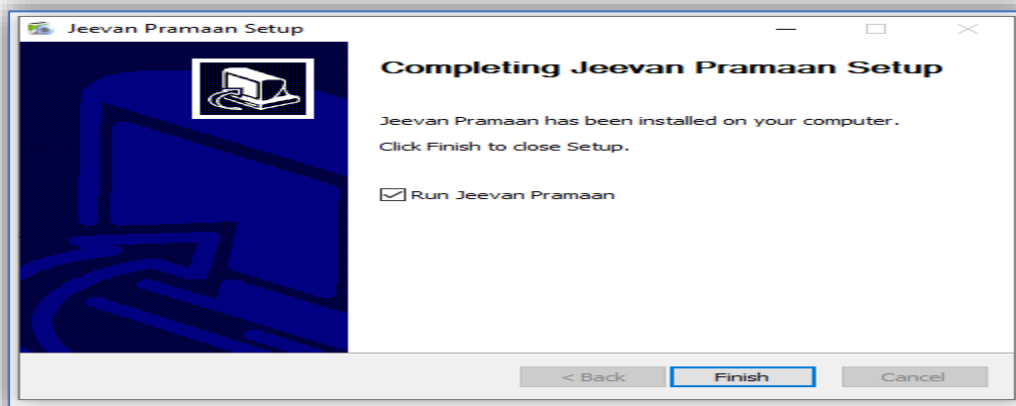 Jeevan Pramaan Setup
Completing Jeevan Pramaan Setup
Jeevan Pramaan has been installed on your computer.
Click Finish to close Setup.
Run Jeevan Pramaan
< Back
Finish
Cancel